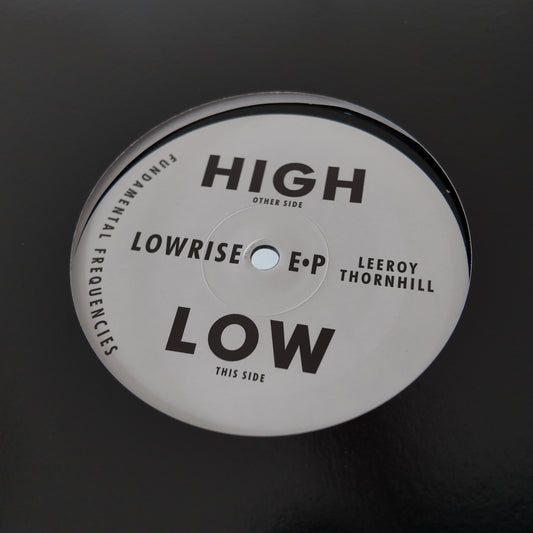 HIGH
OTHER SIDE
FUNDAMENTAL FREQUENCIES
LOWRISE E•P
LEEROY
THORNHILL
LOW
THIS SIDE